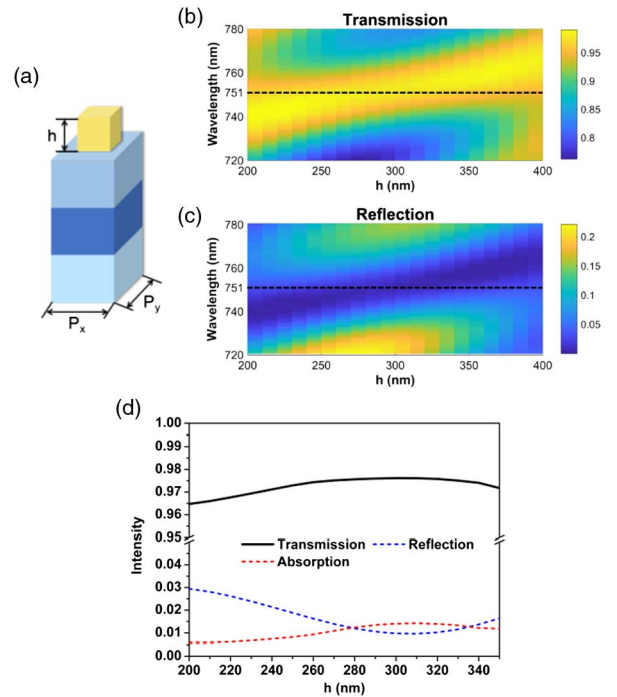 (a)
h
Px
Py
(b)
Transmission
Wavelength (nm)
780
760
751
740
720
200 250 300 350 400
h (nm)
0.95
0.9
0.85
0.8
(c)
Reflection
Wavelength (nm)
780
760
751
740
720
200 250 300 350 400
h (nm)
0.2
0.15
0.1
0.05
(d)
Intensity
1.00
0.99
0.98
0.97
0.96
0.95
0.04
0.03
0.02
0.01
0.00
Transmission Reflection
Absorption
200 220 240 260 280 300 320 340
h (nm)